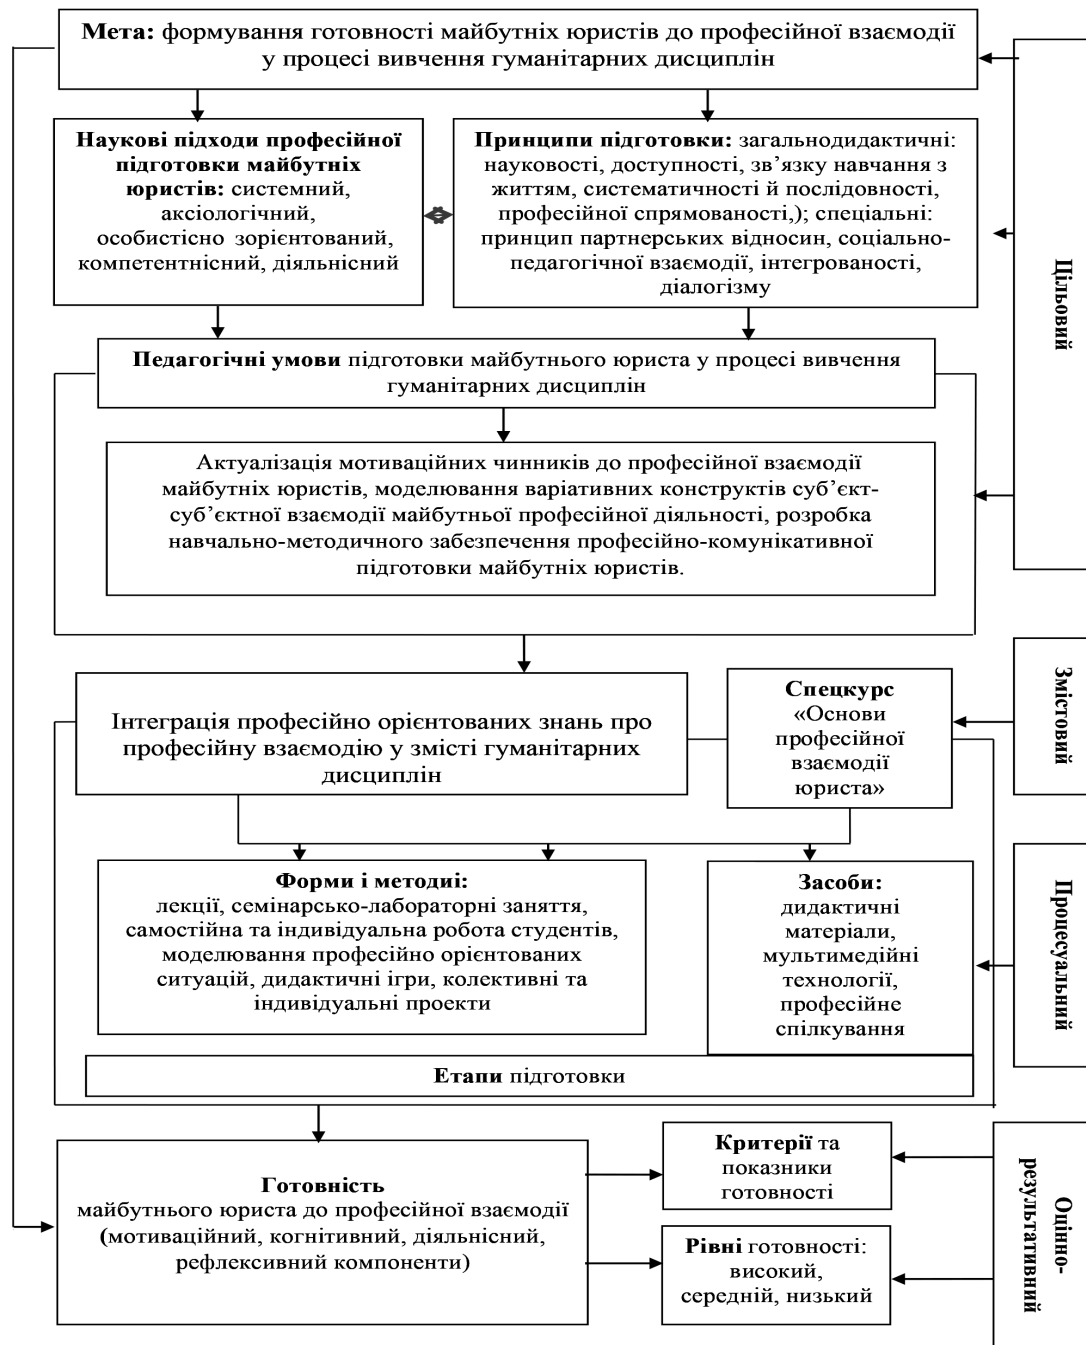 Мета: формування готовності майбутніх юристів до професійної взаємодії
у процесі вивчення гуманітарних дисциплін
Цільовий
Наукові підходи професійної
підготовки майбутніх
юристів: системний,
аксіологічний,
особистісно зорієнтований,
компетентнісний, діяльнісний
Принципи підготовки: загальнодидактичні:
науковості, доступності, зв’язку навчання з
життям, систематичності й послідовності,
професійної спрямованості,); спеціальні:
принцип партнерських відносин, соціально-
педагогічної взаємодії, інтегрованості,
діалогізму
Педагогічні умови підготовки майбутнього юриста у процесі вивчення
гуманітарних дисциплін
Актуалізація мотиваційних чинників до професійної взаємодії
майбутніх юристів, моделювання варіативних конструктів суб’єкт-
суб’єктної взаємодії майбутньої професійної діяльності, розробка
навчально-методичного забезпечення професійно-комунікативної
підготовки майбутніх юристів.
Змістовий
Інтеграція професійно орієнтованих знань про
професійну взаємодію у змісті гуманітарних
дисциплін
Спецкурс
«Основи
професійної
взаємодії
юриста»
Процесуальний
Форми і методиі:
лекції, семінарсько-лабораторні заняття,
самостійна та індивідуальна робота студентів,
моделювання професійно орієнтованих
ситуацій, дидактичні ігри, колективні та
індивідуальні проекти
Засоби:
дидактичні
матеріали,
мультимедійні
технології,
професійне
спілкування
Етапи підготовки
Оцінно-
результативний
Готовність
майбутнього юриста до професійної взаємодії
(мотиваційний, когнітивний, діяльнісний,
рефлексивний компоненти)
Критерії та
показники
готовності
Рівні готовності:
високий,
середній, низький